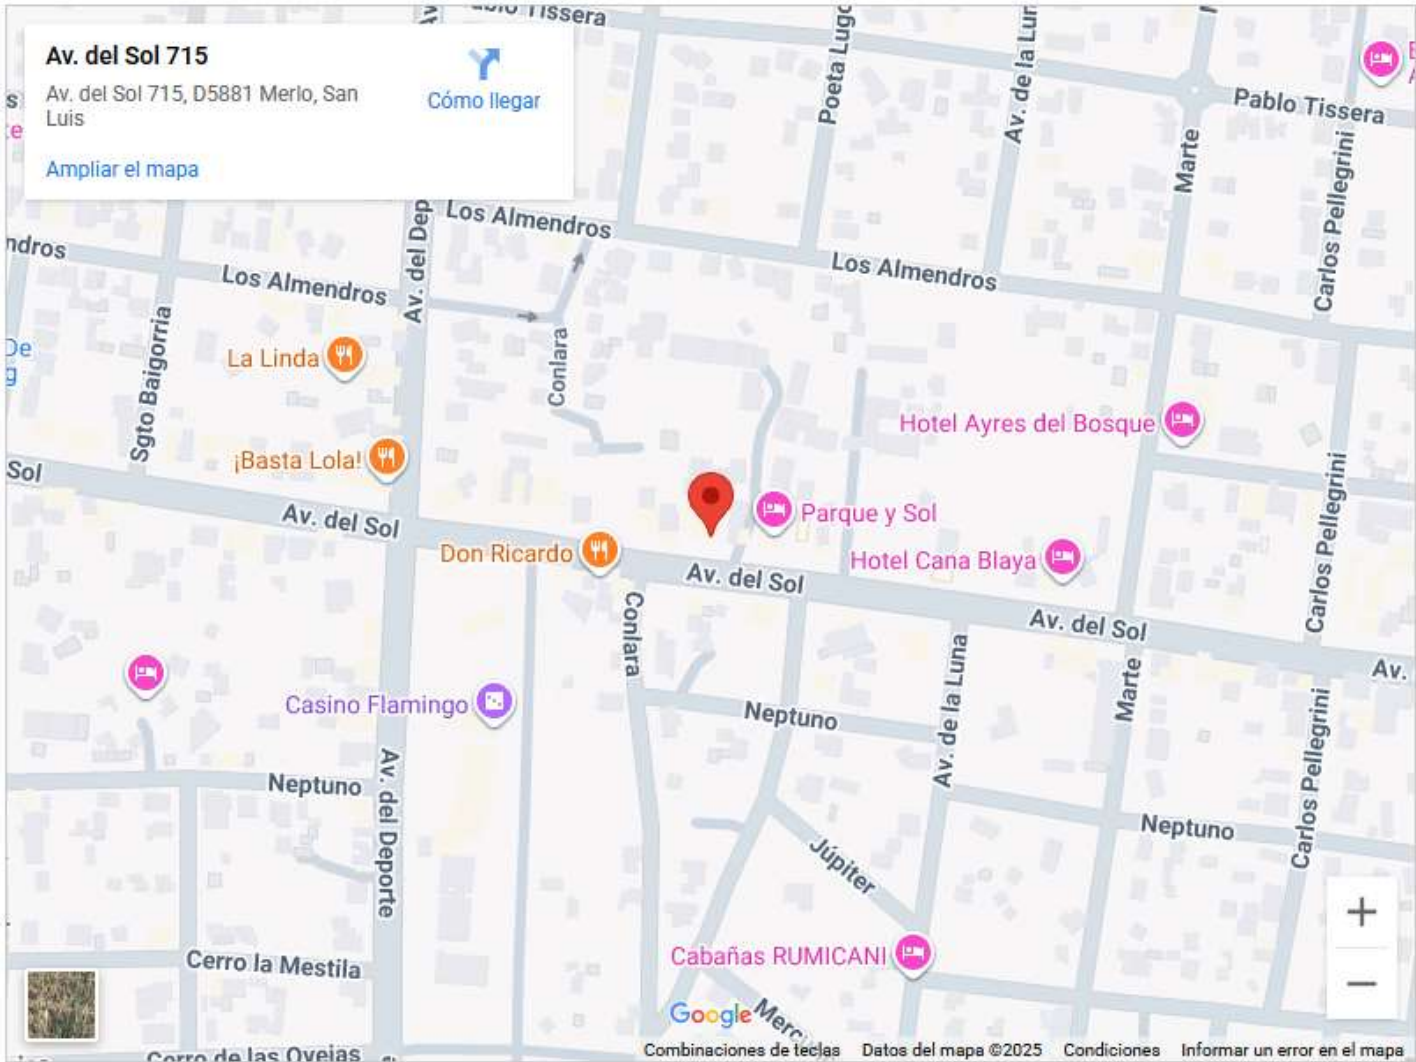 Av. del Sol 715
Av. del Sol 715, D5881 Merlo, San
Luis
Cómo llegar
Ampliar el mapa
Tissera
Poeta Lugo
Av. de la Lun
Pablo Tissera
Marte
Carlos Pellegrini
Los Almendros
Av. del Dep
ndros
Los Almendros
Los Almendros
De
g
La Linda
Sgto Baigorria
Conlara
Hotel Ayres del Bosque
¡Basta Lola!
Sol
Av. del Sol
Parque y Sol
Carlos Pellegrini
Don Ricardo
Hotel Cana Blaya
Av. del Sol
Conlara
Av. del Sol
Av.
Av. de la Luna
Marte
Casino Flamingo
Neptuno
Carlos Pellegrini
Neptuno
Av. del Deporte
Neptuno
Júpiter
Cerro la Mestila
Cabañas RUMICANI
Google
Cerro de las Ovejas
Combinaciones de teclas
Datos del mapa ©2025
Condiciones
Informar un error en el mapa